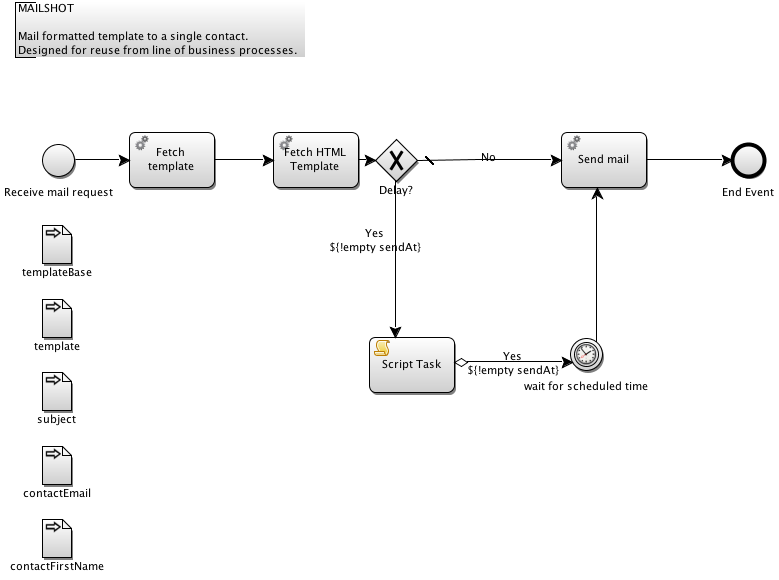 MAILSHOT
Mail formatted template to a single contact.
Designed for reuse from line of business processes.
Receive mail request
Fetch
template
Fetch HTML
Template
Delay?
No
Send mail
End Event
Yes
${!empty sendAt}
Script Task
Yes
${!empty sendAt}
wait for scheduled time
templateBase
template
subject
contactEmail
contactFirstName